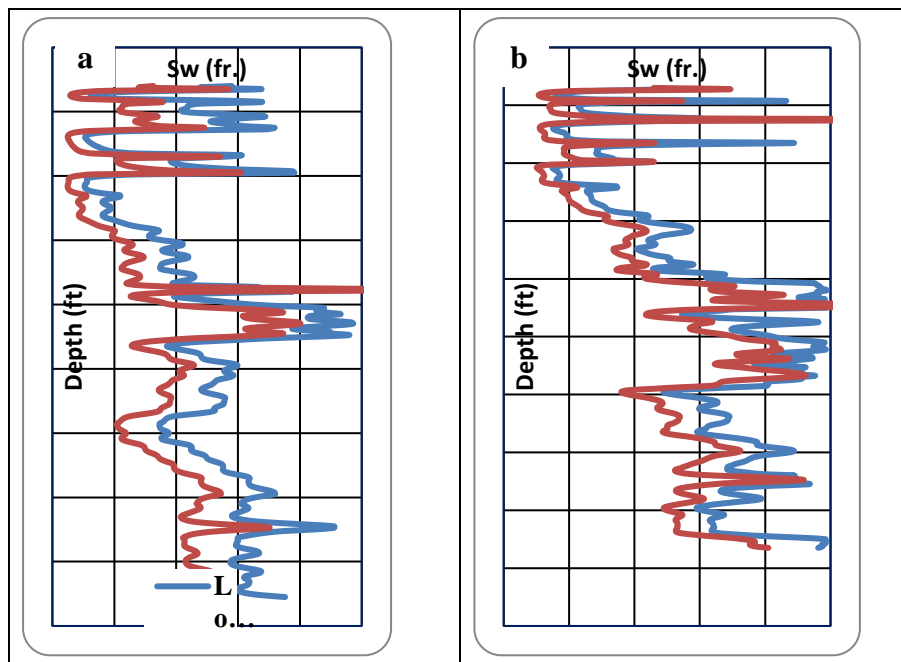 a
Sw (fr.)
Depth (ft)
L
o…
b
Sw (fr.)
Depth (ft)